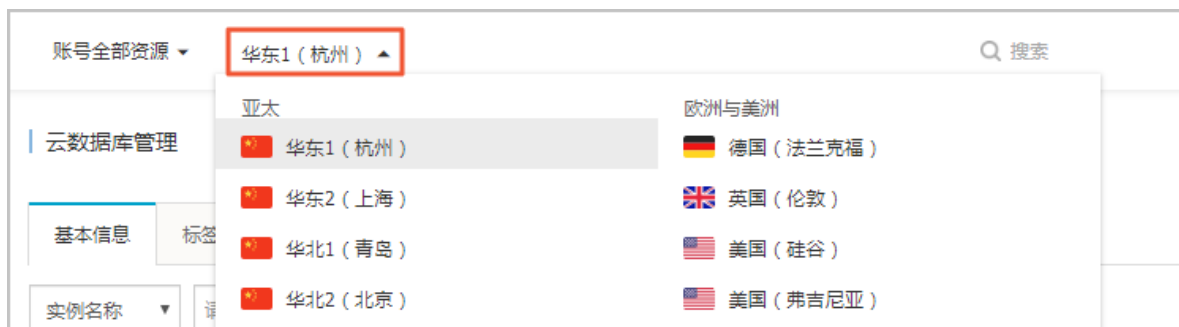 账号全部资源
华东1（杭州）
搜索
亚太
欧洲与美洲
云数据库管理
华东1（杭州）
德国（法兰克福）
华东2（上海）
英国（伦敦）
基本信息
标签
华北1（青岛）
美国（硅谷）
实例名称
华北2（北京）
美国（弗吉尼亚）